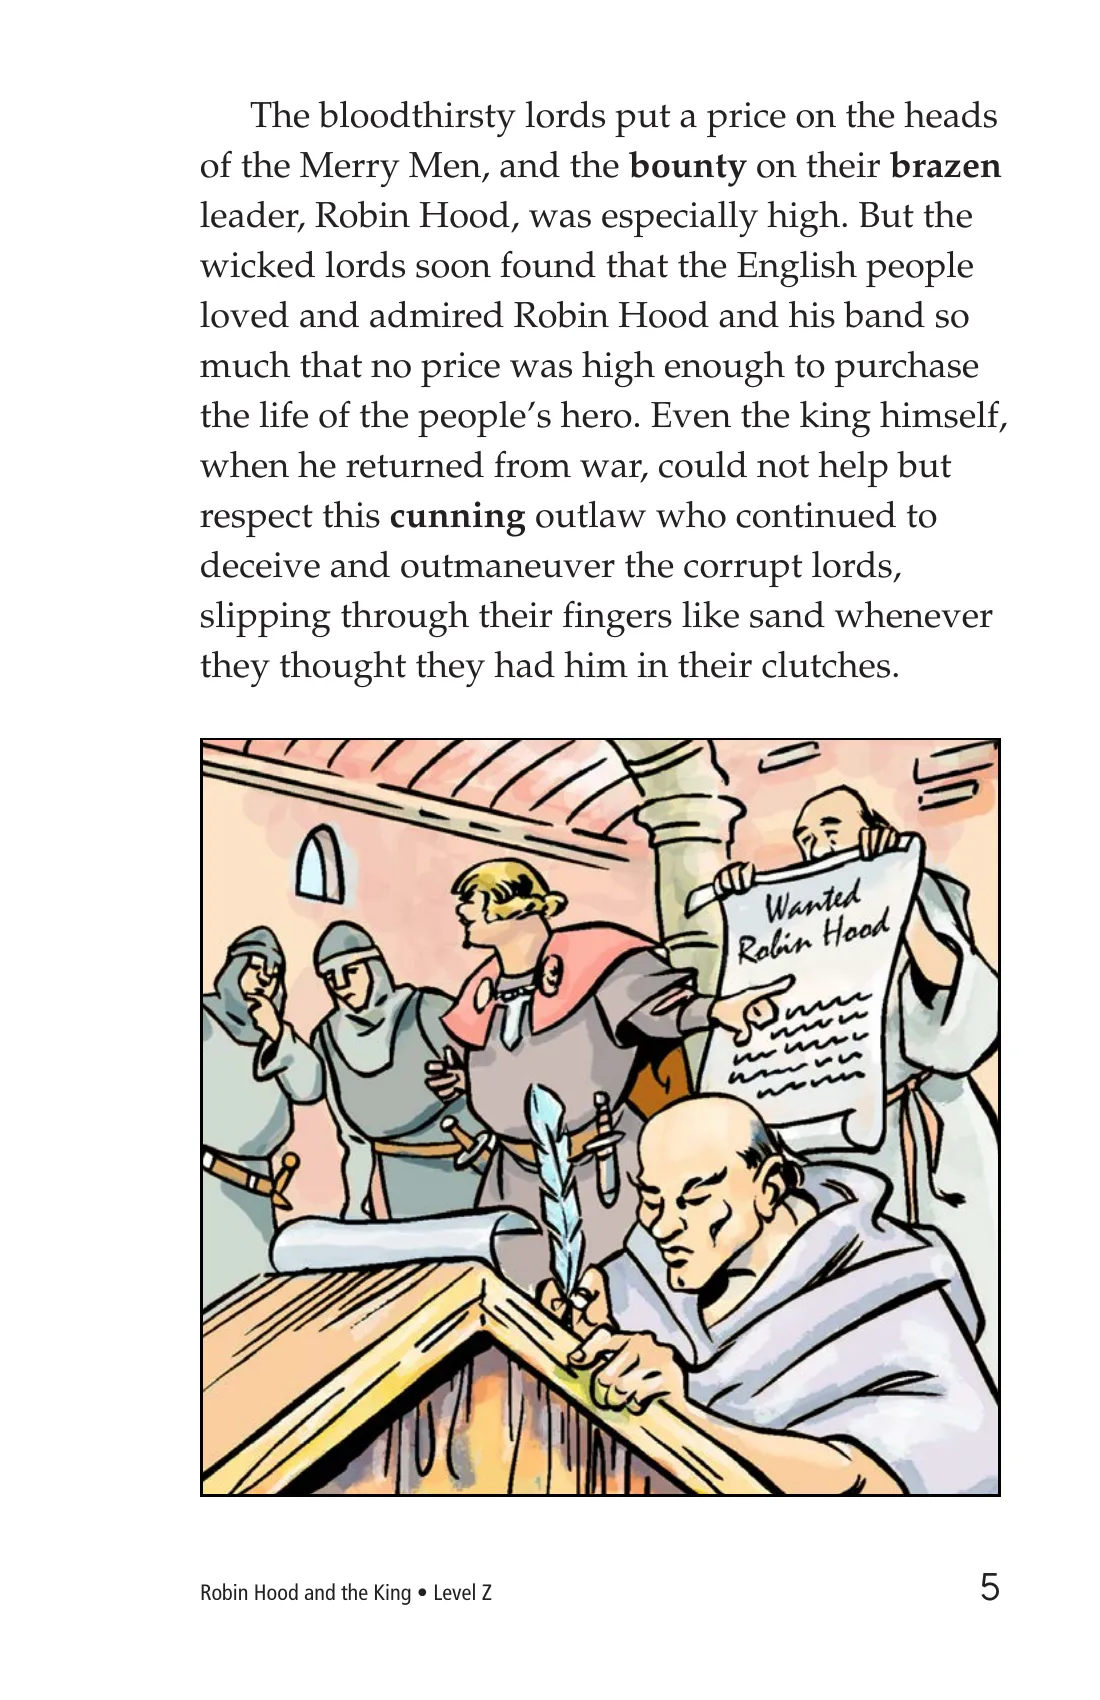 The bloodthirsty lords put a price on the heads
of the Merry Men, and the bounty on their brazen
leader, Robin Hood, was especially high. But the
wicked lords soon found that the English people
loved and admired Robin Hood and his band so
much that no price was high enough to purchase
the life of the people’s hero. Even the king himself,
when he returned from war, could not help but
respect this cunning outlaw who continued to
deceive and outmaneuver the corrupt lords,
slipping through their fingers like sand whenever
they thought they had him in their clutches.
Wanted
Robin Hood
Robin Hood and the King • Level Z
5